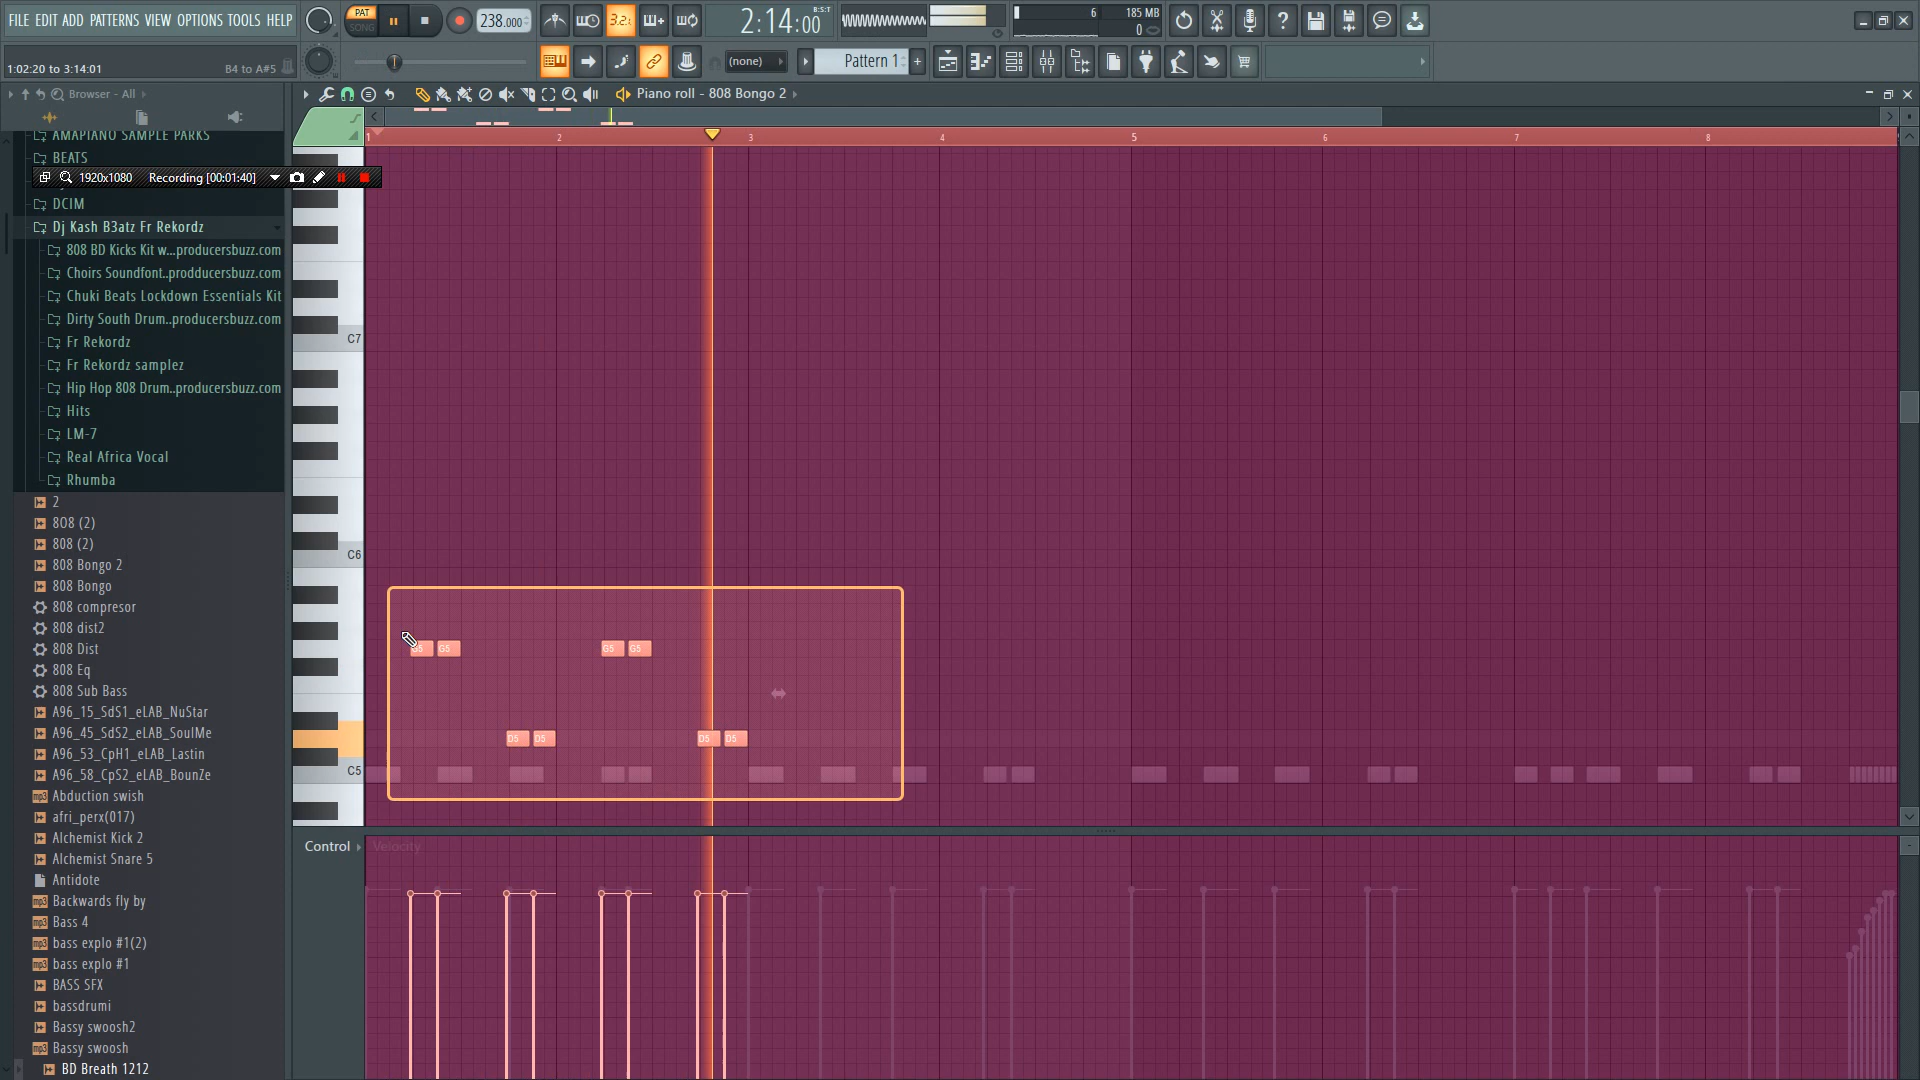 FILE EDIT ADD PATTERNS VIEW OPTIONS TOOLS HELP
PAT
SONG
238.000
3.2.
2:14:00
B:S:T
6
185 MB
0
1:02:20 to 3:14:01
B4 to A#5
(none)
Pattern 1
Browser - All
Piano roll - 808 Bongo 2
1 2 3 4 5 6 7 8
AMAPIANO SAMPLE PARKS
BEATS
1920x1080 Recording [00:01:40]
DCIM
Dj Kash B3atz Fr Rekordz
808 BD Kicks Kit w...producersbuzz.com
Choirs Soundfont..prodducersbuzz.com
Chuki Beats Lockdown Essentials Kit
Dirty South Drum..producersbuzz.com
Fr Rekordz
Fr Rekordz samplez
Hip Hop 808 Drum..producersbuzz.com
Hits
LM-7
Real Africa Vocal
Rhumba
2
808 (2)
808 (2)
808 Bongo 2
808 Bongo
808 compresor
808 dist2
808 Dist
808 Eq
808 Sub Bass
A96_15_SdS1_eLAB_NuStar
A96_45_SdS2_eLAB_SoulMe
A96_53_CpH1_eLAB_Lastin
A96_58_CpS2_eLAB_BounZe
Abduction swish
afri_perx(017)
Alchemist Kick 2
Alchemist Snare 5
Antidote
Backwards fly by
Bass 4
bass explo #1(2)
bass explo #1
BASS SFX
bassdrumi
Bassy swoosh2
Bassy swoosh
BD Breath 1212
C7
C6
C5
G5 G5 G5 G5
D5 D5 D5 D5
Control
Velocity